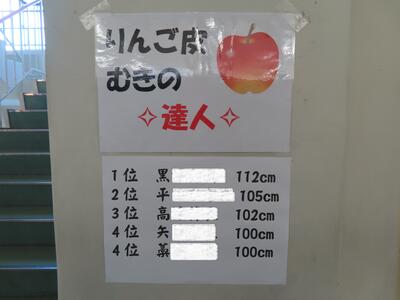 りんご皮
むきの
✧達人✧
1位 黒 112cm
2位 平 105cm
3位 高 102cm
4位 矢 100cm
4位 藁 100cm